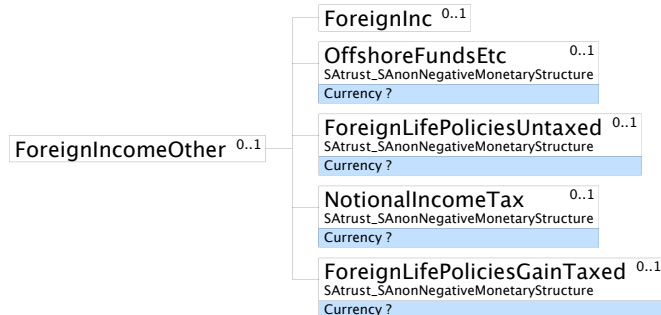 ForeignInc 0..1
OffshoreFundsEtc 0..1
SAtrust_SAnonNegativeMonetaryStructure
Currency ?
ForeignIncomeOther 0..1
ForeignLifePoliciesUntaxed 0..1
SAtrust_SAnonNegativeMonetaryStructure
Currency ?
NotionalIncomeTax 0..1
SAtrust_SAnonNegativeMonetaryStructure
Currency ?
ForeignLifePoliciesGainTaxed 0..1
SAtrust_SAnonNegativeMonetaryStructure
Currency ?